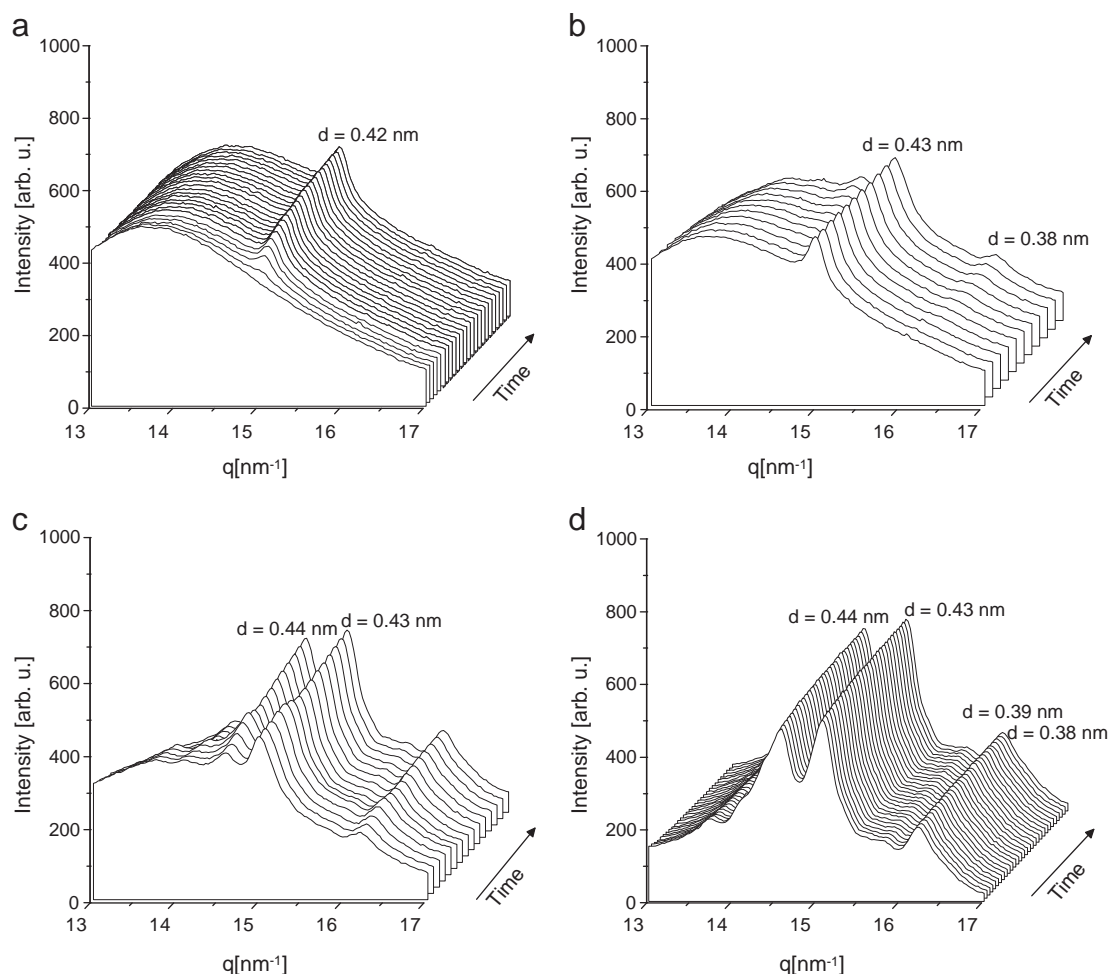 a
1000
800
600
400
200
0
Intensity [arb. u.]
d = 0.42 nm
13 14 15 16 17
q[nm⁻¹]
Time
b
1000
800
600
400
200
0
Intensity [arb. u.]
d = 0.43 nm
d = 0.38 nm
13 14 15 16 17
q[nm⁻¹]
Time
c
1000
800
600
400
200
0
Intensity [arb. u.]
d = 0.44 nm
d = 0.43 nm
13 14 15 16 17
q[nm⁻¹]
Time
d
1000
800
600
400
200
0
Intensity [arb. u.]
d = 0.44 nm
d = 0.43 nm
d = 0.39 nm
d = 0.38 nm
13 14 15 16 17
q[nm⁻¹]
Time